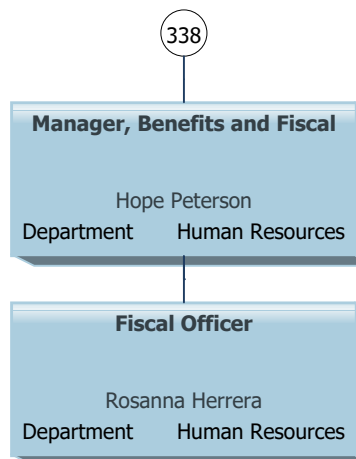 338
Manager, Benefits and Fiscal
Hope Peterson
Department Human Resources
Fiscal Officer
Rosanna Herrera
Department Human Resources